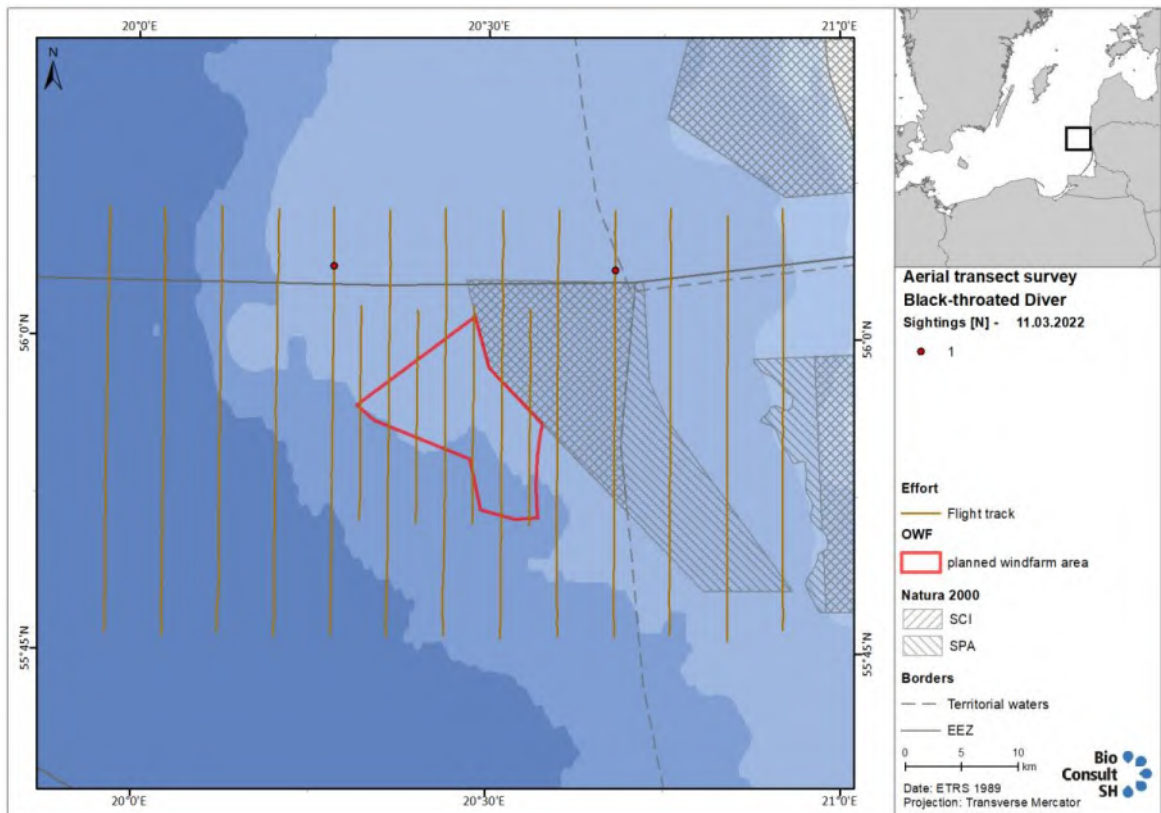 20°0'E 20°30'E 21°0'E
N
56°0'N
56°0'N
55°45'N
55°45'N
20°0'E 20°30'E 21°0'E
Aerial transect survey
Black-throated Diver
Sightings [N] - 11.03.2022
1
Effort
Flight track
OWF
planned windfarm area
Natura 2000
SCI
SPA
Borders
Territorial waters
EEZ
0 5 10
km
Date: ETRS 1989
Projection: Transverse Mercator
Bio
Consult
SH